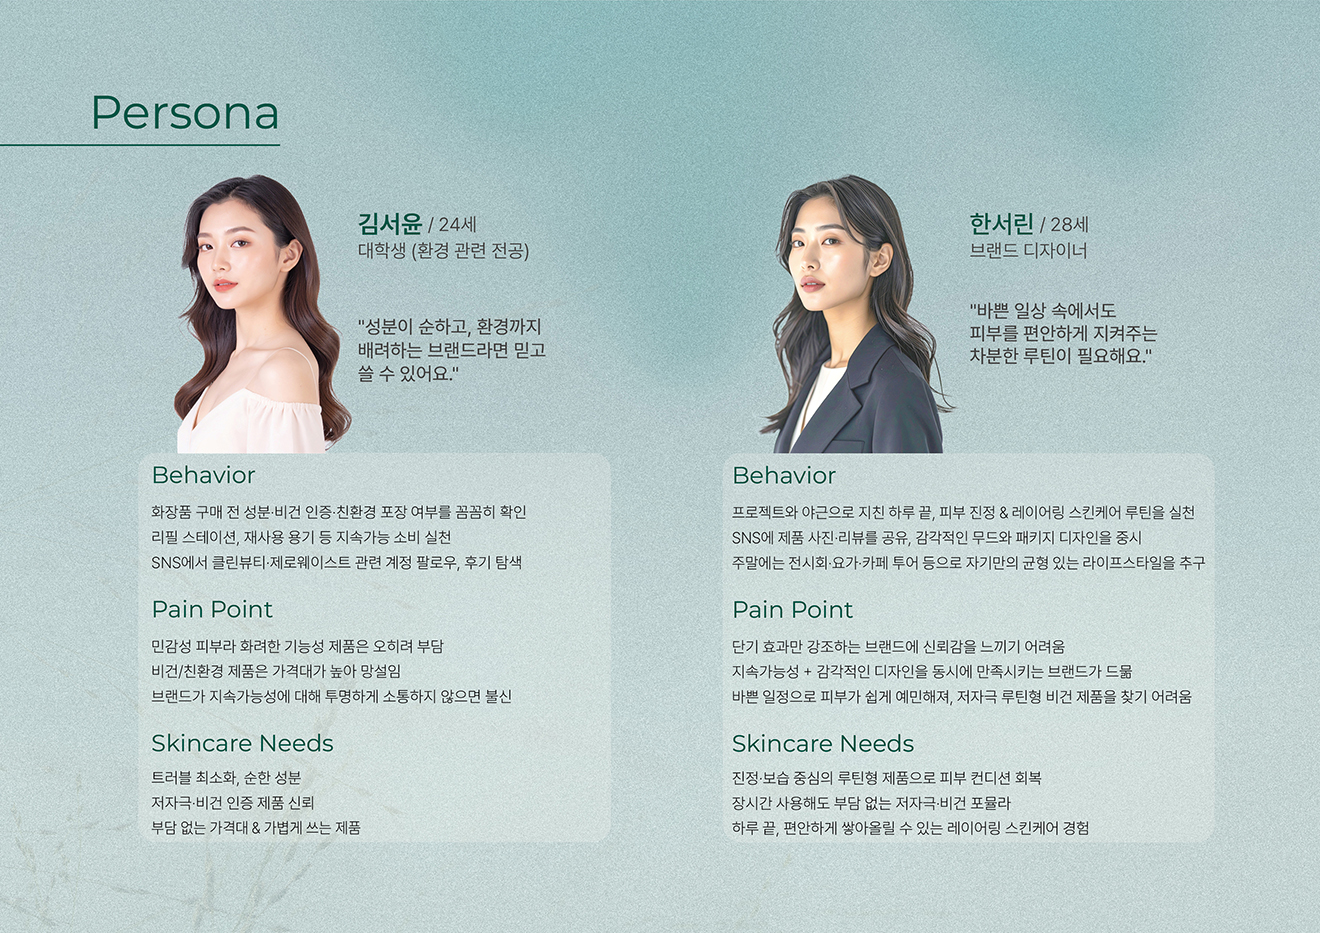 Persona
김서윤 / 24세
대학생 (환경 관련 전공)
"성분이 순하고, 환경까지
배려하는 브랜드라면 믿고
쓸 수 있어요."
Behavior
화장품 구매 전 성분·비건 인증·친환경 포장 여부를 꼼꼼히 확인
리필 스테이션, 재사용 용기 등 지속가능 소비 실천
SNS에서 클린뷰티·제로웨이스트 관련 계정 팔로우, 후기 탐색
Pain Point
민감성 피부라 화려한 기능성 제품은 오히려 부담
비건/친환경 제품은 가격대가 높아 망설임
브랜드가 지속가능성에 대해 투명하게 소통하지 않으면 불신
Skincare Needs
트러블 최소화, 순한 성분
저자극·비건 인증 제품 신뢰
부담 없는 가격대 & 가볍게 쓰는 제품
한서린 / 28세
브랜드 디자이너
"바쁜 일상 속에서도
피부를 편안하게 지켜주는
차분한 루틴이 필요해요."
Behavior
프로젝트와 야근으로 지친 하루 끝, 피부 진정 & 레이어링 스킨케어 루틴을 실천
SNS에 제품 사진·리뷰를 공유, 감각적인 무드와 패키지 디자인을 중시
주말에는 전시회·요가·카페 투어 등으로 자기만의 균형 있는 라이프스타일을 추구
Pain Point
단기 효과만 강조하는 브랜드에 신뢰감을 느끼기 어려움
지속가능성 + 감각적인 디자인을 동시에 만족시키는 브랜드가 드묾
바쁜 일정으로 피부가 쉽게 예민해져, 저자극 루틴형 비건 제품을 찾기 어려움
Skincare Needs
진정·보습 중심의 루틴형 제품으로 피부 컨디션 회복
장시간 사용해도 부담 없는 저자극·비건 포뮬라
하루 끝, 편안하게 쌓아올릴 수 있는 레이어링 스킨케어 경험